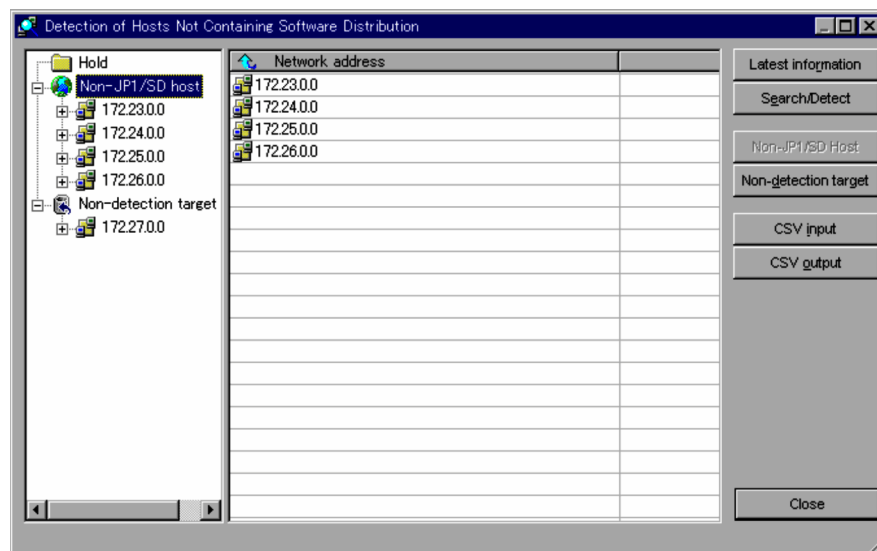 Detection of Hosts Not Containing Software Distribution
Hold
Non-JP1/SD host
172.23.0.0
172.24.0.0
172.25.0.0
172.26.0.0
Non-detection target
172.27.0.0
Network address
172.23.0.0
172.24.0.0
172.25.0.0
172.26.0.0
Latest information
Search/Detect
Non-JP1/SD Host
Non-detection target
CSV input
CSV output
Close